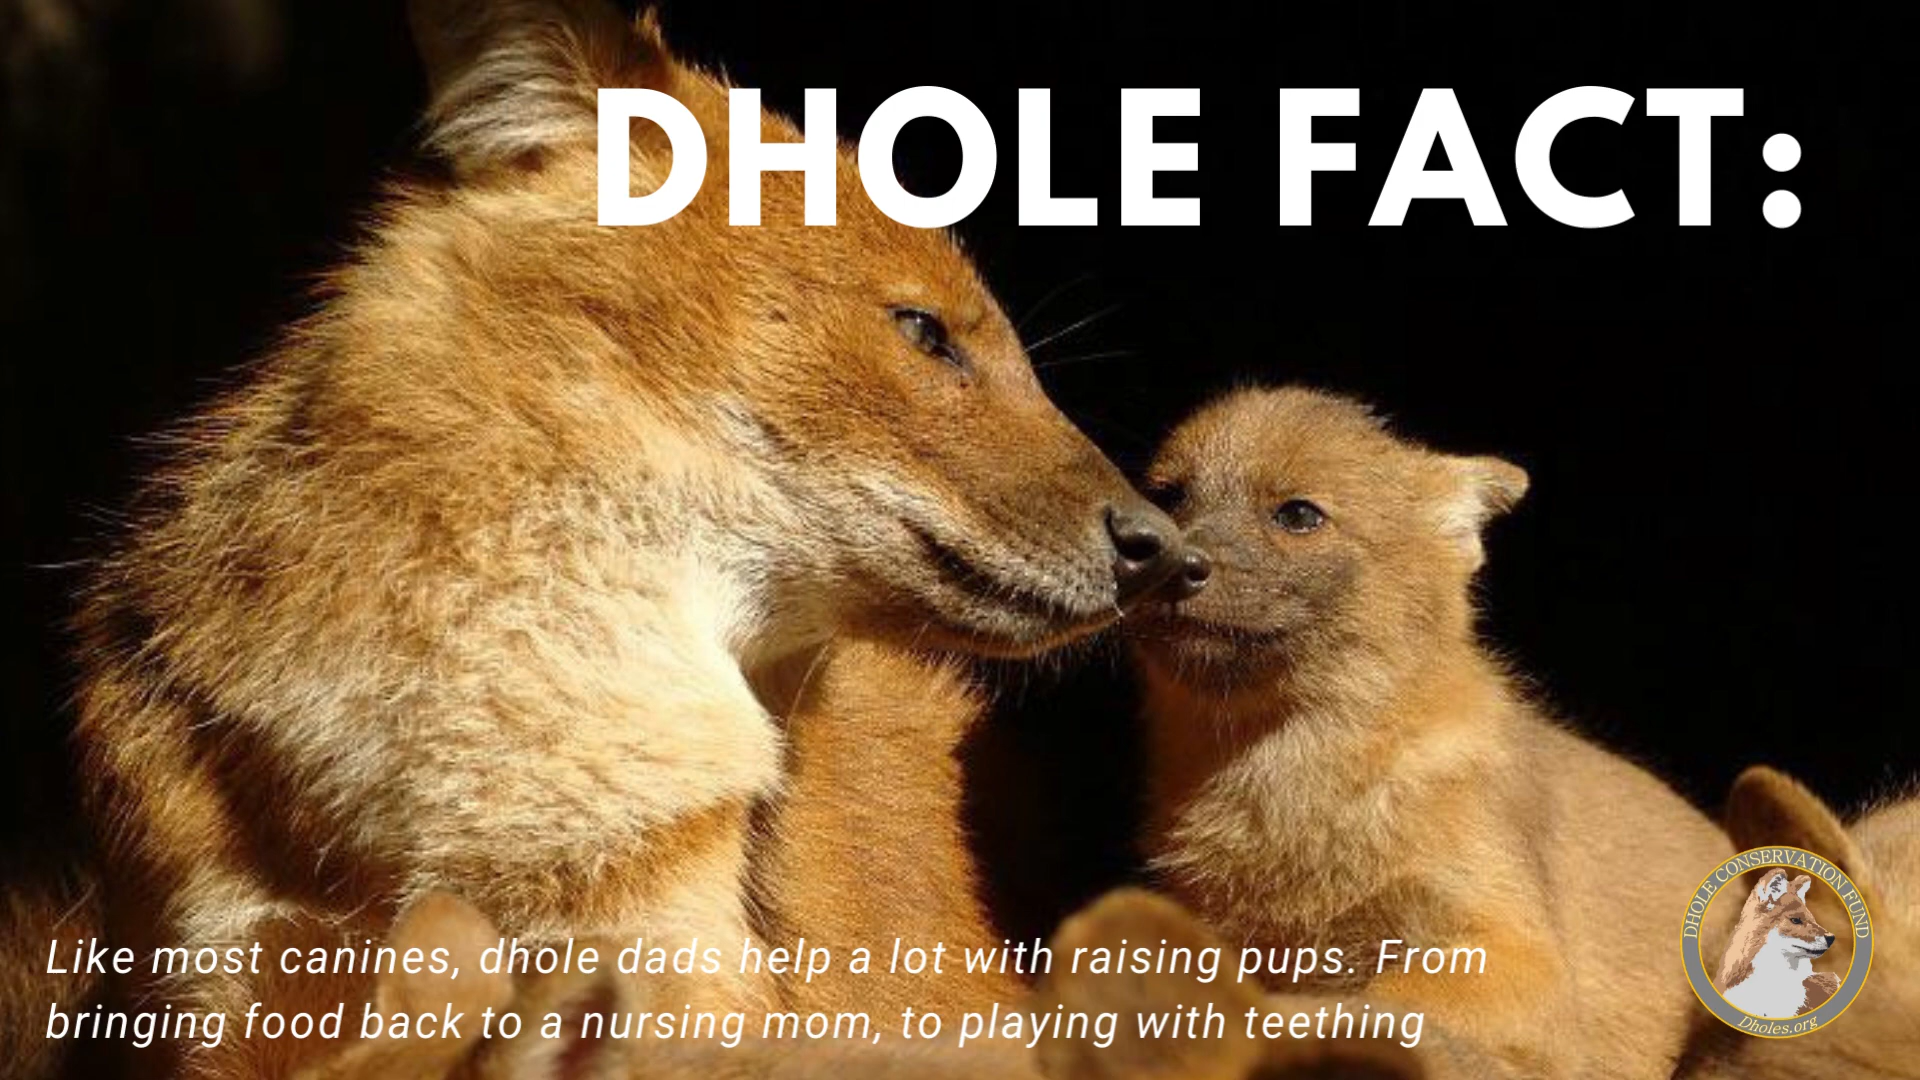 DHOLE FACT:
DHOLE CONSERVATION FUND
Dholes.org
Like most canines, dhole dads help a lot with raising pups. From
bringing food back to a nursing mom, to playing with teething